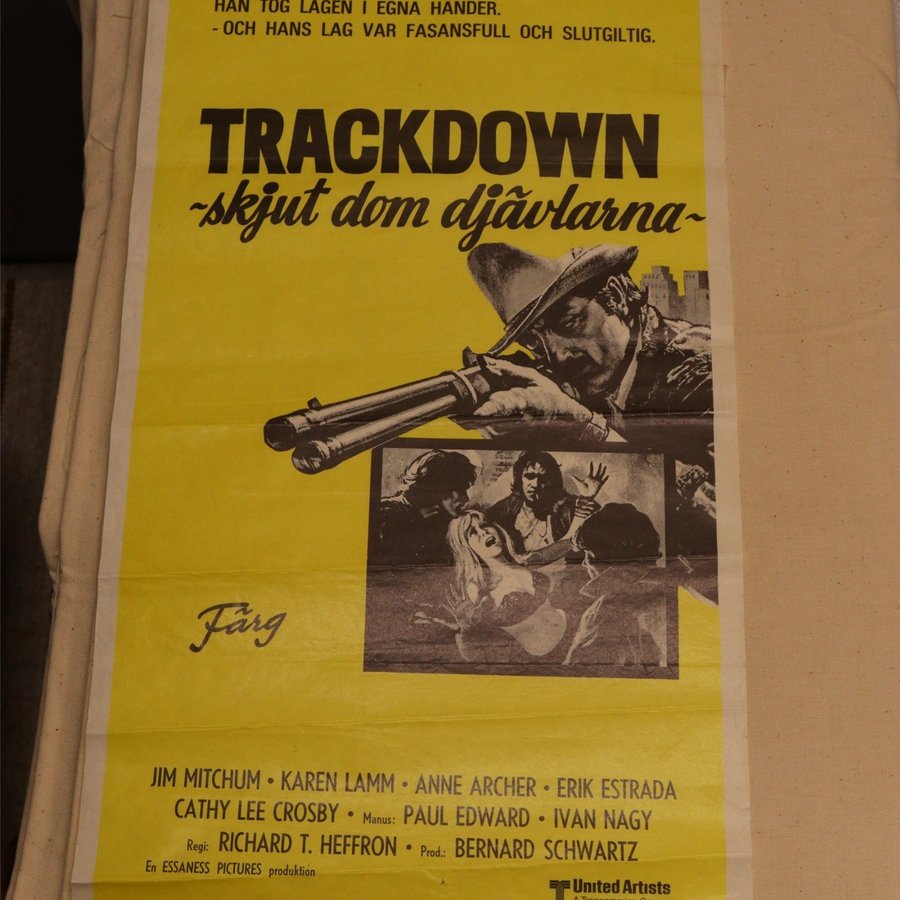 HAN TOG LAGEN I EGNA HÄNDER.
- OCH HANS LAG VAR FASANSFULL OCH SLUTGILTIG.
TRACKDOWN
~skjut dom djävlarna~
Färg
JIM MITCHUM • KAREN LAMM • ANNE ARCHER • ERIK ESTRADA
CATHY LEE CROSBY • Manus: PAUL EDWARD • IVAN NAGY
Regi: RICHARD T. HEFFRON • Prod.: BERNARD SCHWARTZ
En ESSANESS PICTURES produktion
United Artists
A Transamerica